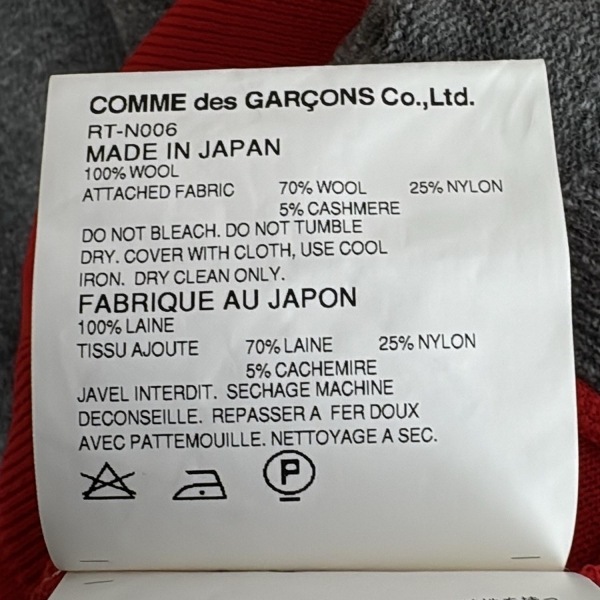 COMME des GARÇONS Co.,Ltd.
RT-N006
MADE IN JAPAN
100% WOOL
ATTACHED FABRIC 70% WOOL 25% NYLON
5% CASHMERE
DO NOT BLEACH. DO NOT TUMBLE
DRY. COVER WITH CLOTH, USE COOL
IRON. DRY CLEAN ONLY.
FABRIQUE AU JAPON
100% LAINE
TISSU AJOUTE 70% LAINE 25% NYLON
5% CACHEMIRE
JAVEL INTERDIT. SECHAGE MACHINE
DECONSEILLE. REPASSER A FER DOUX
AVEC PATTEMOUILLE. NETTOYAGE A SEC.
P